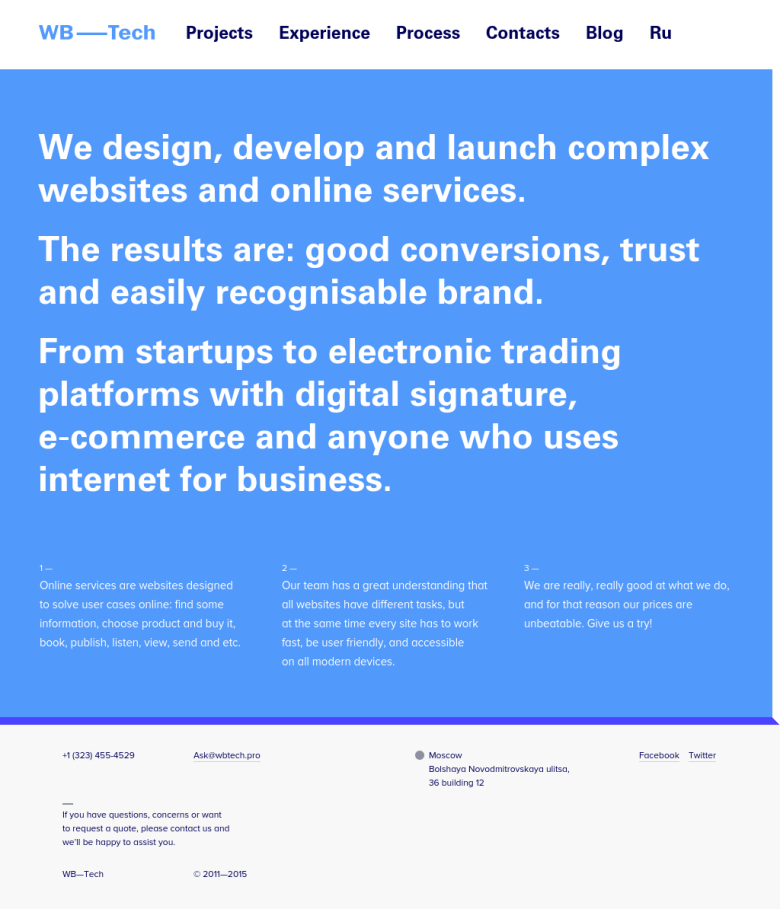 WB—Tech Projects Experience Process Contacts Blog Ru
We design, develop and launch complex
websites and online services.
The results are: good conversions, trust
and easily recognisable brand.
From startups to electronic trading
platforms with digital signature,
e-commerce and anyone who uses
internet for business.
1 —
Online services are websites designed
to solve user cases online: find some
information, choose product and buy it,
book, publish, listen, view, send and etc.
2 —
Our team has a great understanding that
all websites have different tasks, but
at the same time every site has to work
fast, be user friendly, and accessible
on all modern devices.
3 —
We are really, really good at what we do,
and for that reason our prices are
unbeatable. Give us a try!
+1 (323) 455-4529
Ask@wbtech.pro
Moscow
Bolshaya Novodmitrovskaya ulitsa,
36 building 12
Facebook Twitter
—
If you have questions, concerns or want
to request a quote, please contact us and
we'll be happy to assist you.
WB—Tech
© 2011—2015